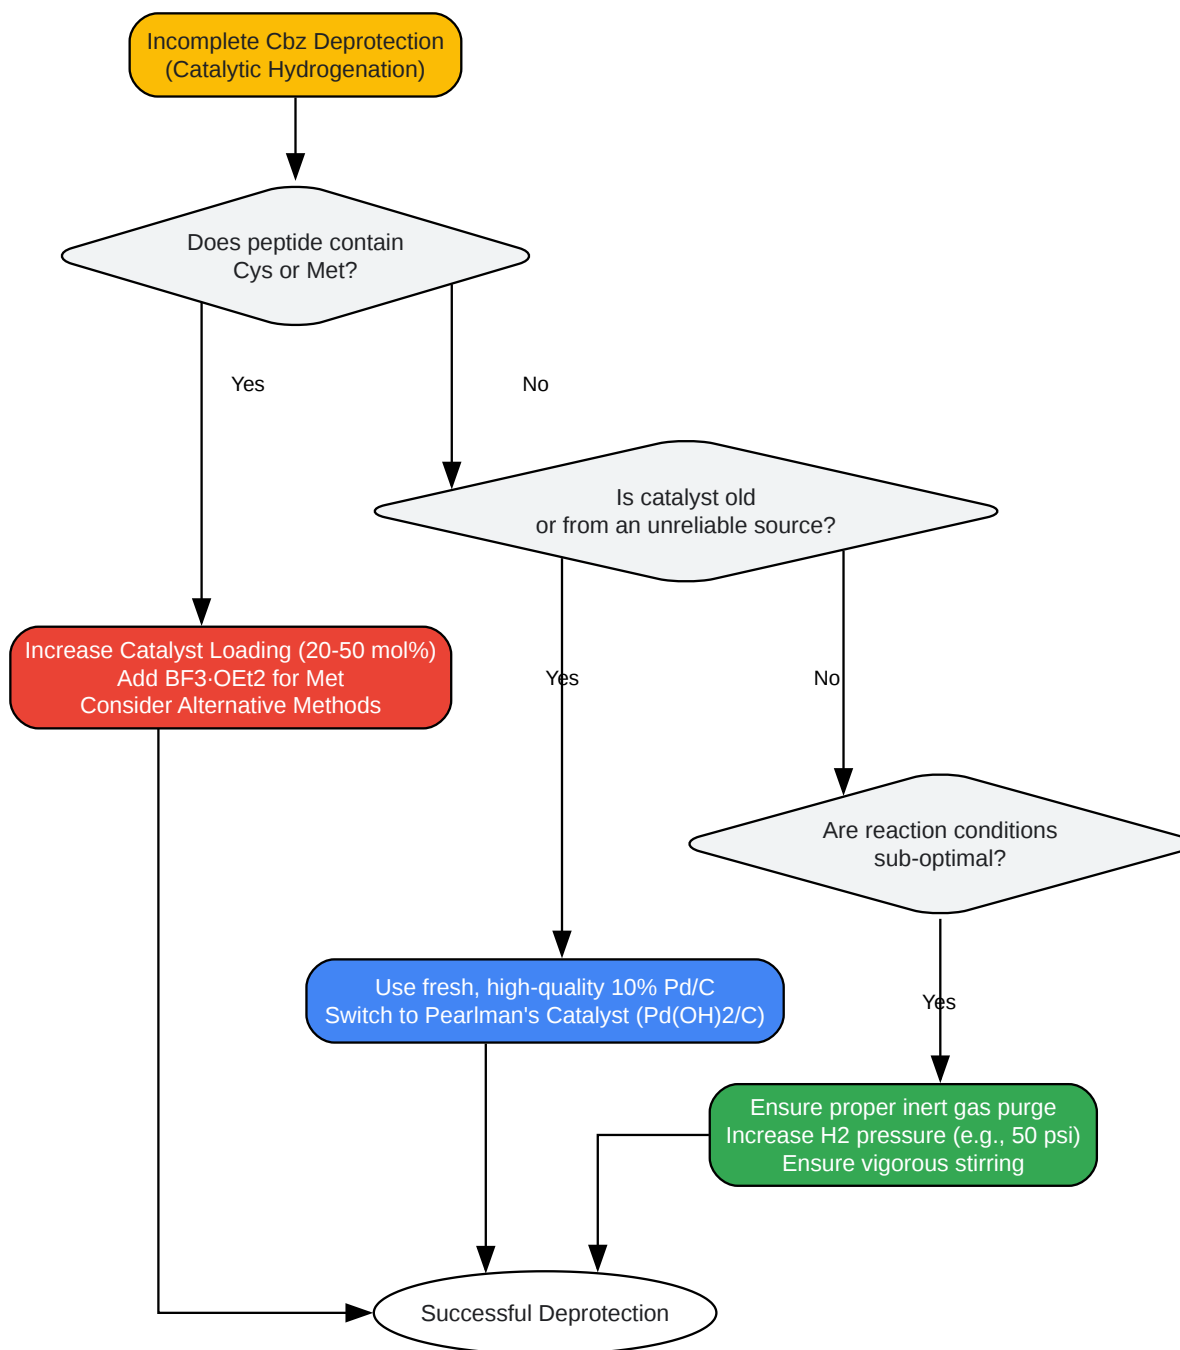 Incomplete Cbz Deprotection
(Catalytic Hydrogenation)
Does peptide contain
Cys or Met?
Yes
No
Is catalyst old
or from an unreliable source?
Increase Catalyst Loading (20-50 mol%)
Add BF3·OEt2 for Met
Consider Alternative Methods
Yes
No
Are reaction conditions
sub-optimal?
Use fresh, high-quality 10% Pd/C
Switch to Pearlman's Catalyst (Pd(OH)2/C)
Yes
Ensure proper inert gas purge
Increase H2 pressure (e.g., 50 psi)
Ensure vigorous stirring
Successful Deprotection